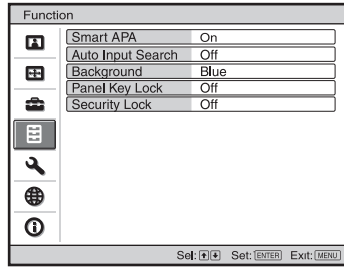 Function
Smart APA On
Auto Input Search Off
Background Blue
Panel Key Lock Off
Security Lock Off
Sel: Set: ENTER Exit: MENU